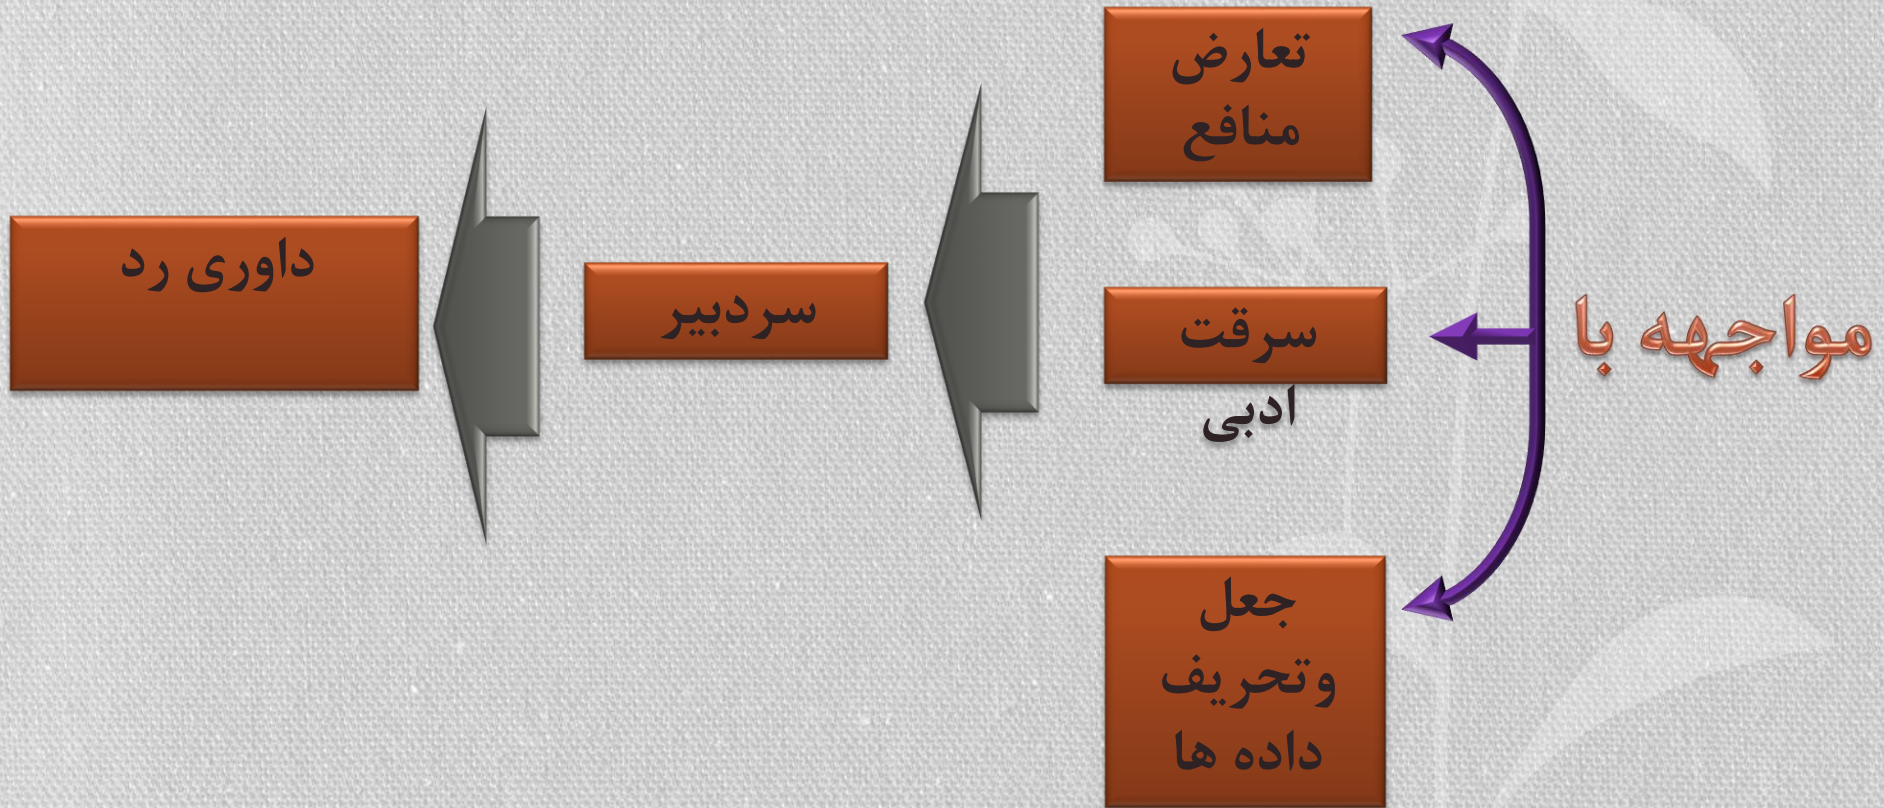 مواجهه با
تعارض
منافع
سرقت
ادبی
جعل
وتحریف
داده ها
سردبیر
داوری رد